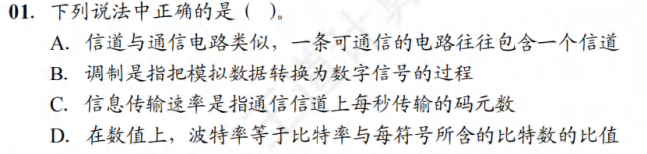 01. 下列说法中正确的是（ ）。
A. 信道与通信电路类似，一条可通信的电路往往包含一个信道
B. 调制是指把模拟数据转换为数字信号的过程
C. 信息传输速率是指通信信道上每秒传输的码元数
D. 在数值上，波特率等于比特率与每符号所含的比特数的比值